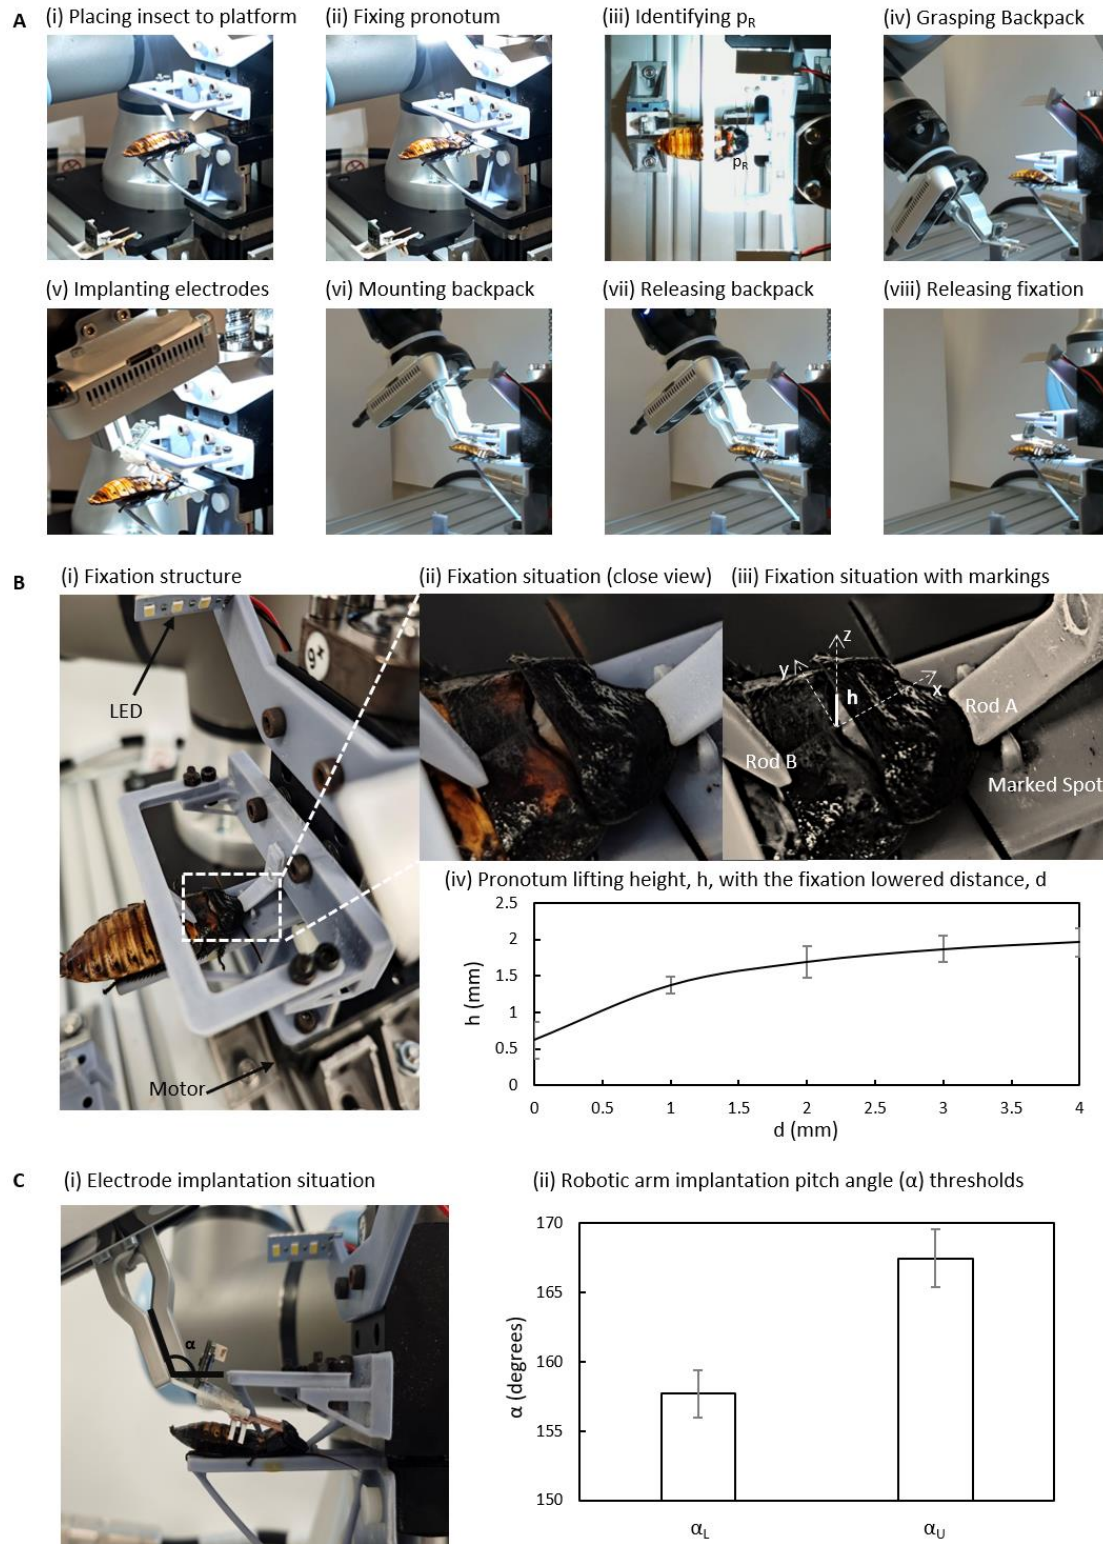 A
(i) Placing insect to platform
(ii) Fixing pronotum
(iii) Identifying pR
(iv) Grasping Backpack
pR
(v) Implanting electrodes
(vi) Mounting backpack
(vii) Releasing backpack
(viii) Releasing fixation
B
(i) Fixation structure
(ii) Fixation situation (close view)
(iii) Fixation situation with markings
LED
Motor
z
y
x
h
Rod A
Rod B
Marked Spot
(iv) Pronotum lifting height, h, with the fixation lowered distance, d
2.5
2
1.5
1
0.5
0
h (mm)
0 0.5 1 1.5 2 2.5 3 3.5 4
d (mm)
C
(i) Electrode implantation situation
α
(ii) Robotic arm implantation pitch angle (α) thresholds
170
165
160
155
150
α (degrees)
αL
αU